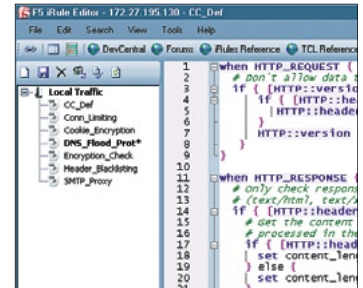 F5 iRule Editor - 172.27.195.130 - CC_Def
File Edit Search View Tools Help
DevCentral Forums iRules Reference TCL Reference
Local Traffic
CC_Def
Conn_Limiting
Cookie_Encryption
DNS_Flood_Prot*
Encryption_Check
Header_Blacklisting
SMTP_Proxy
1 when HTTP_REQUEST {
2 # Don't allow data t
3 if { [HTTP::versio
4 if { [HTTP::hea
5 HTTP::header
6 }
7 HTTP::version
8 }
9 }
10
11 when HTTP_RESPONSE {
12 # Only check respon
13 # (text/html, text/x
14 if { [HTTP::header
15 # Get the content
16 # processed in the
17 if { [HTTP::head
18 set content_len
19 } else {
20 set content_len
21